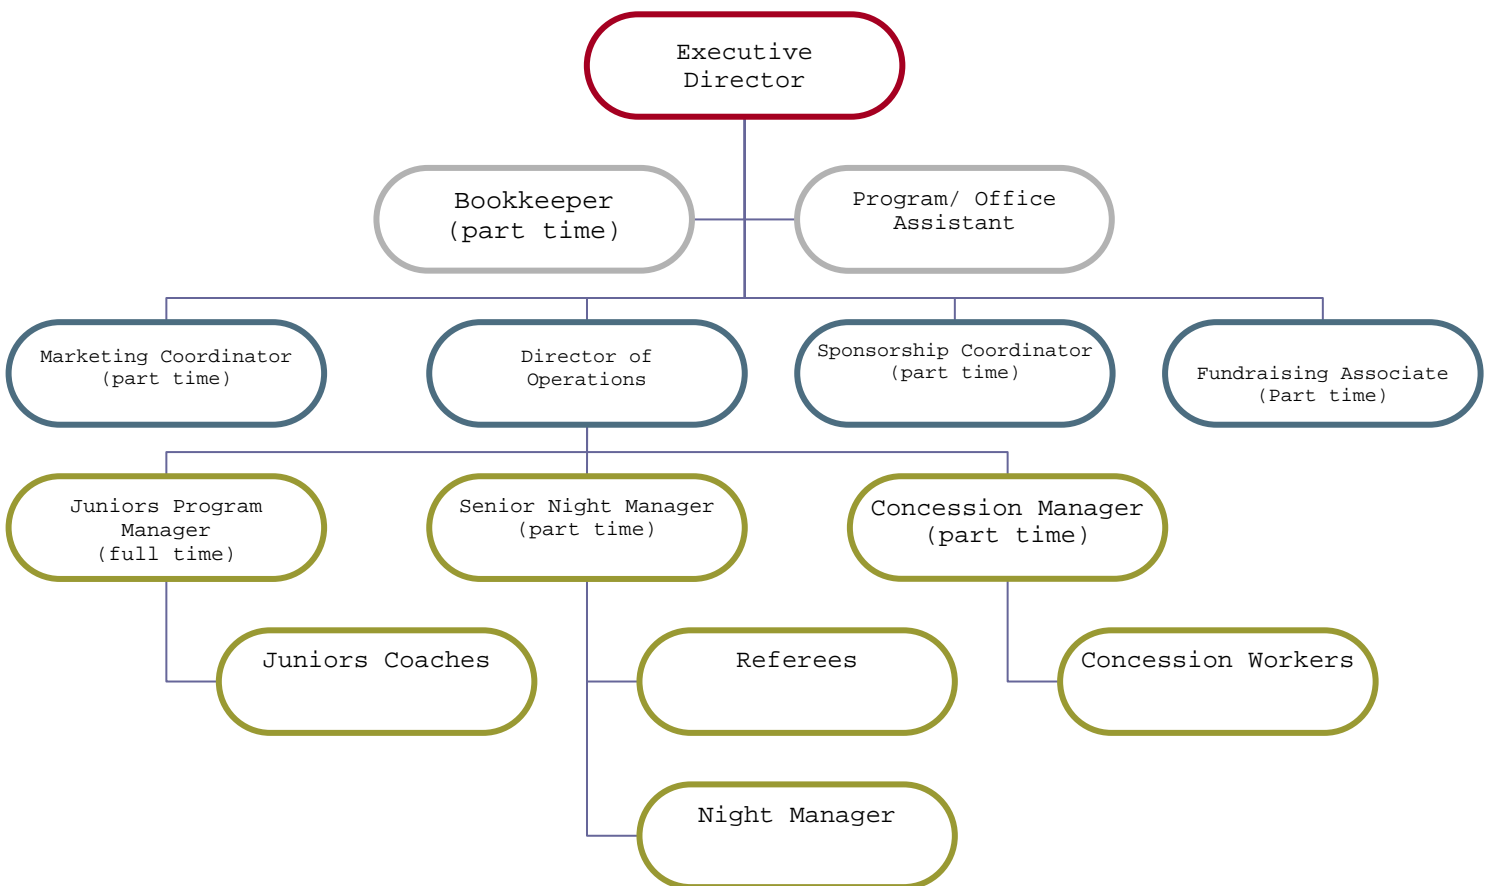 Executive
Director
Bookkeeper
(part time)
Program/ Office
Assistant
Marketing Coordinator
(part time)
Director of
Operations
Sponsorship Coordinator
(part time)
Fundraising Associate
(Part time)
Juniors Program
Manager
(full time)
Senior Night Manager
(part time)
Concession Manager
(part time)
Juniors Coaches
Referees
Concession Workers
Night Manager